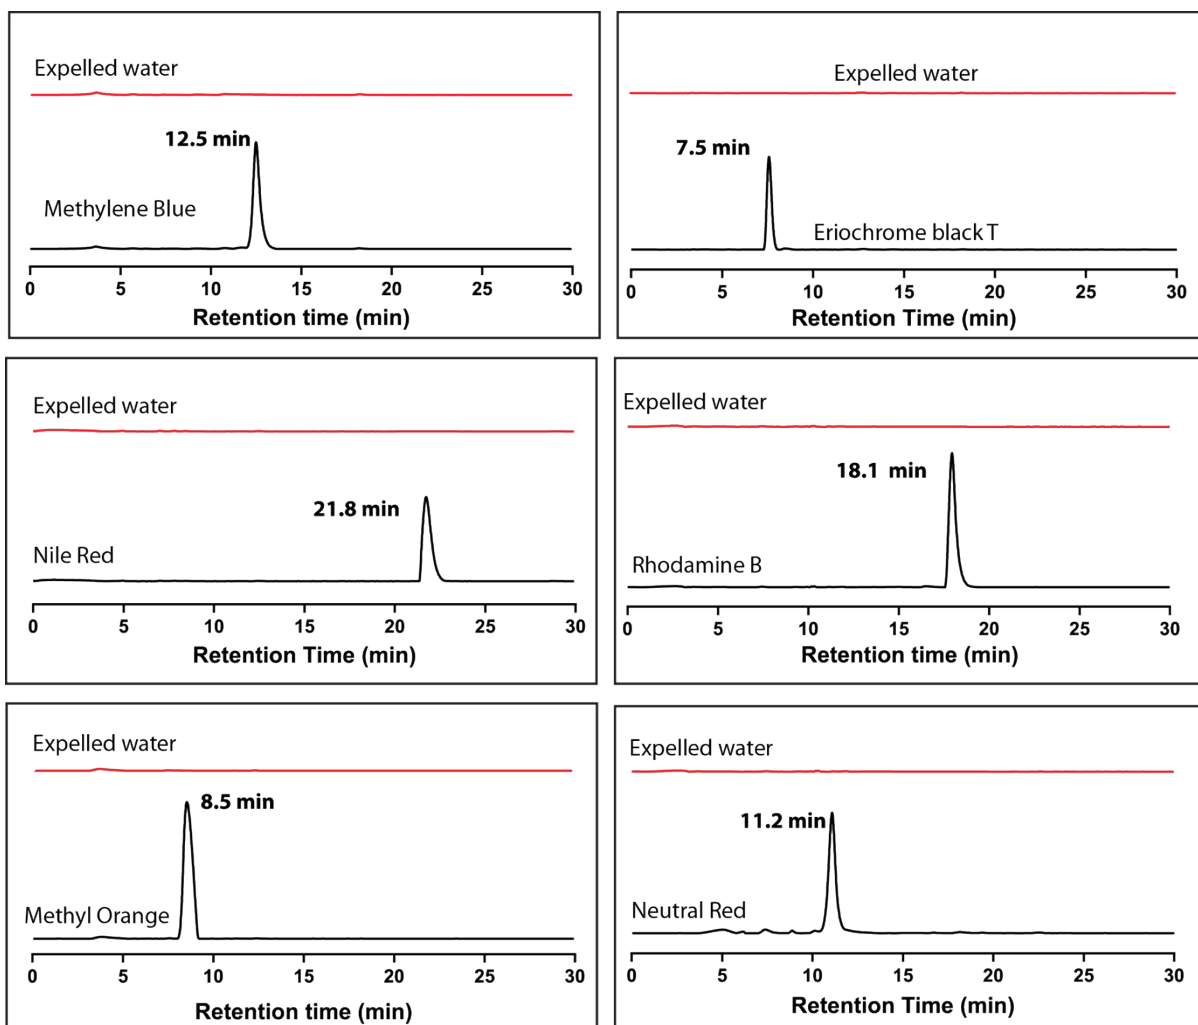 Expelled water
12.5 min
Methylene Blue
0 5 10 15 20 25 30
Retention time (min)
Expelled water
7.5 min
Eriochrome black T
0 5 10 15 20 25 30
Retention Time (min)
Expelled water
21.8 min
Nile Red
0 5 10 15 20 25 30
Retention Time (min)
Expelled water
18.1 min
Rhodamine B
0 5 10 15 20 25 30
Retention time (min)
Expelled water
8.5 min
Methyl Orange
0 5 10 15 20 25 30
Retention time (min)
Expelled water
11.2 min
Neutral Red
0 5 10 15 20 25 30
Retention Time (min)